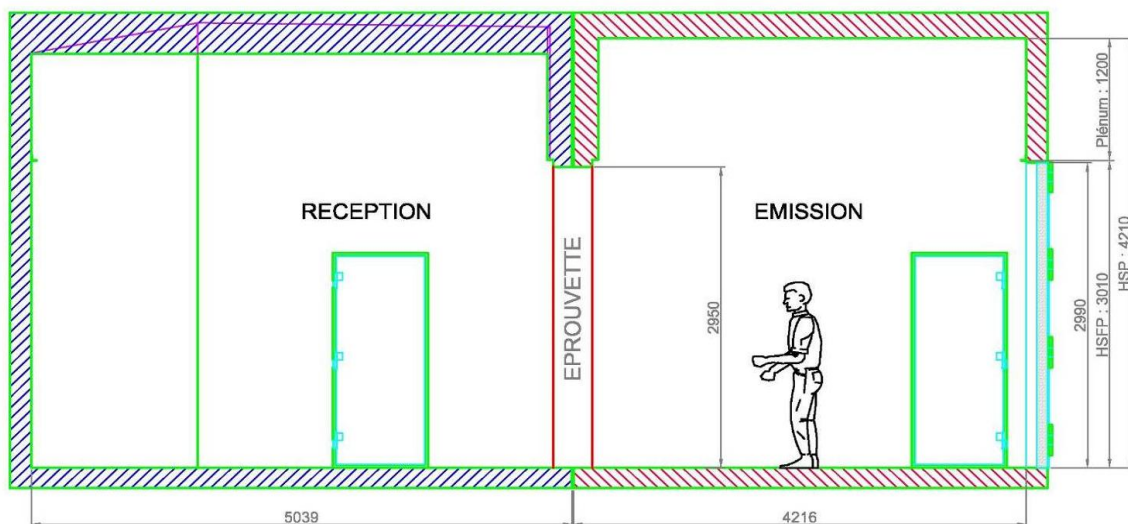 RECEPTION
EMISSION
EPROUVETTE
2950
2990
HSFP : 3010
Plénum : 1200
HSP : 4210
5039
4216